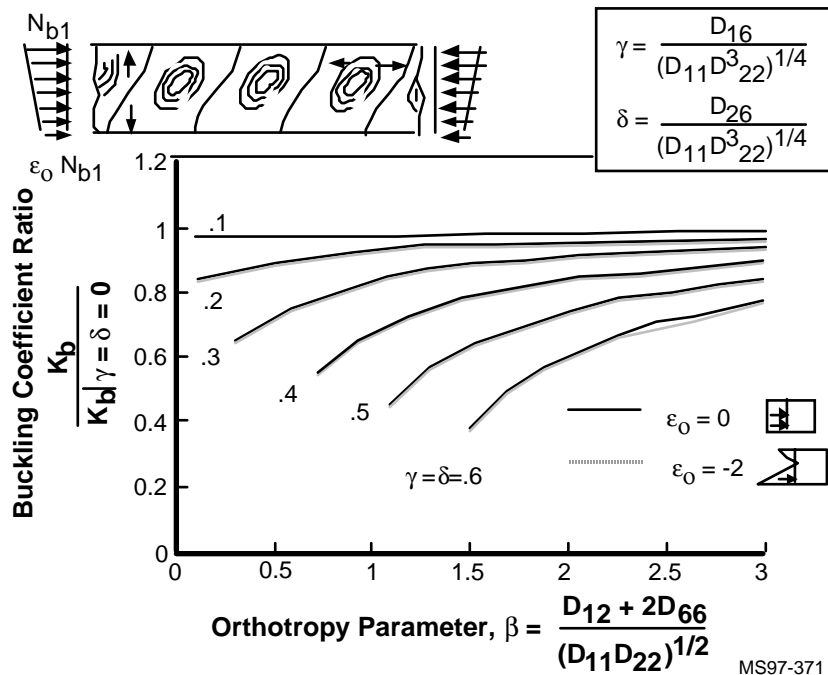 N_b1
γ = D_16 / (D_11 D^3_22)^1/4
δ = D_26 / (D_11 D^3_22)^1/4
ε_o N_b1
1.2
1
0.8
0.6
0.4
0.2
0
Buckling Coefficient Ratio
K_b / K_b| γ = δ = 0
.1
.2
.3
.4
.5
γ = δ = .6
ε_o = 0
ε_o = -2
0 0.5 1 1.5 2 2.5 3
Orthotropy Parameter, β = D_12 + 2D_66 / (D_11 D_22)^1/2
MS97-371